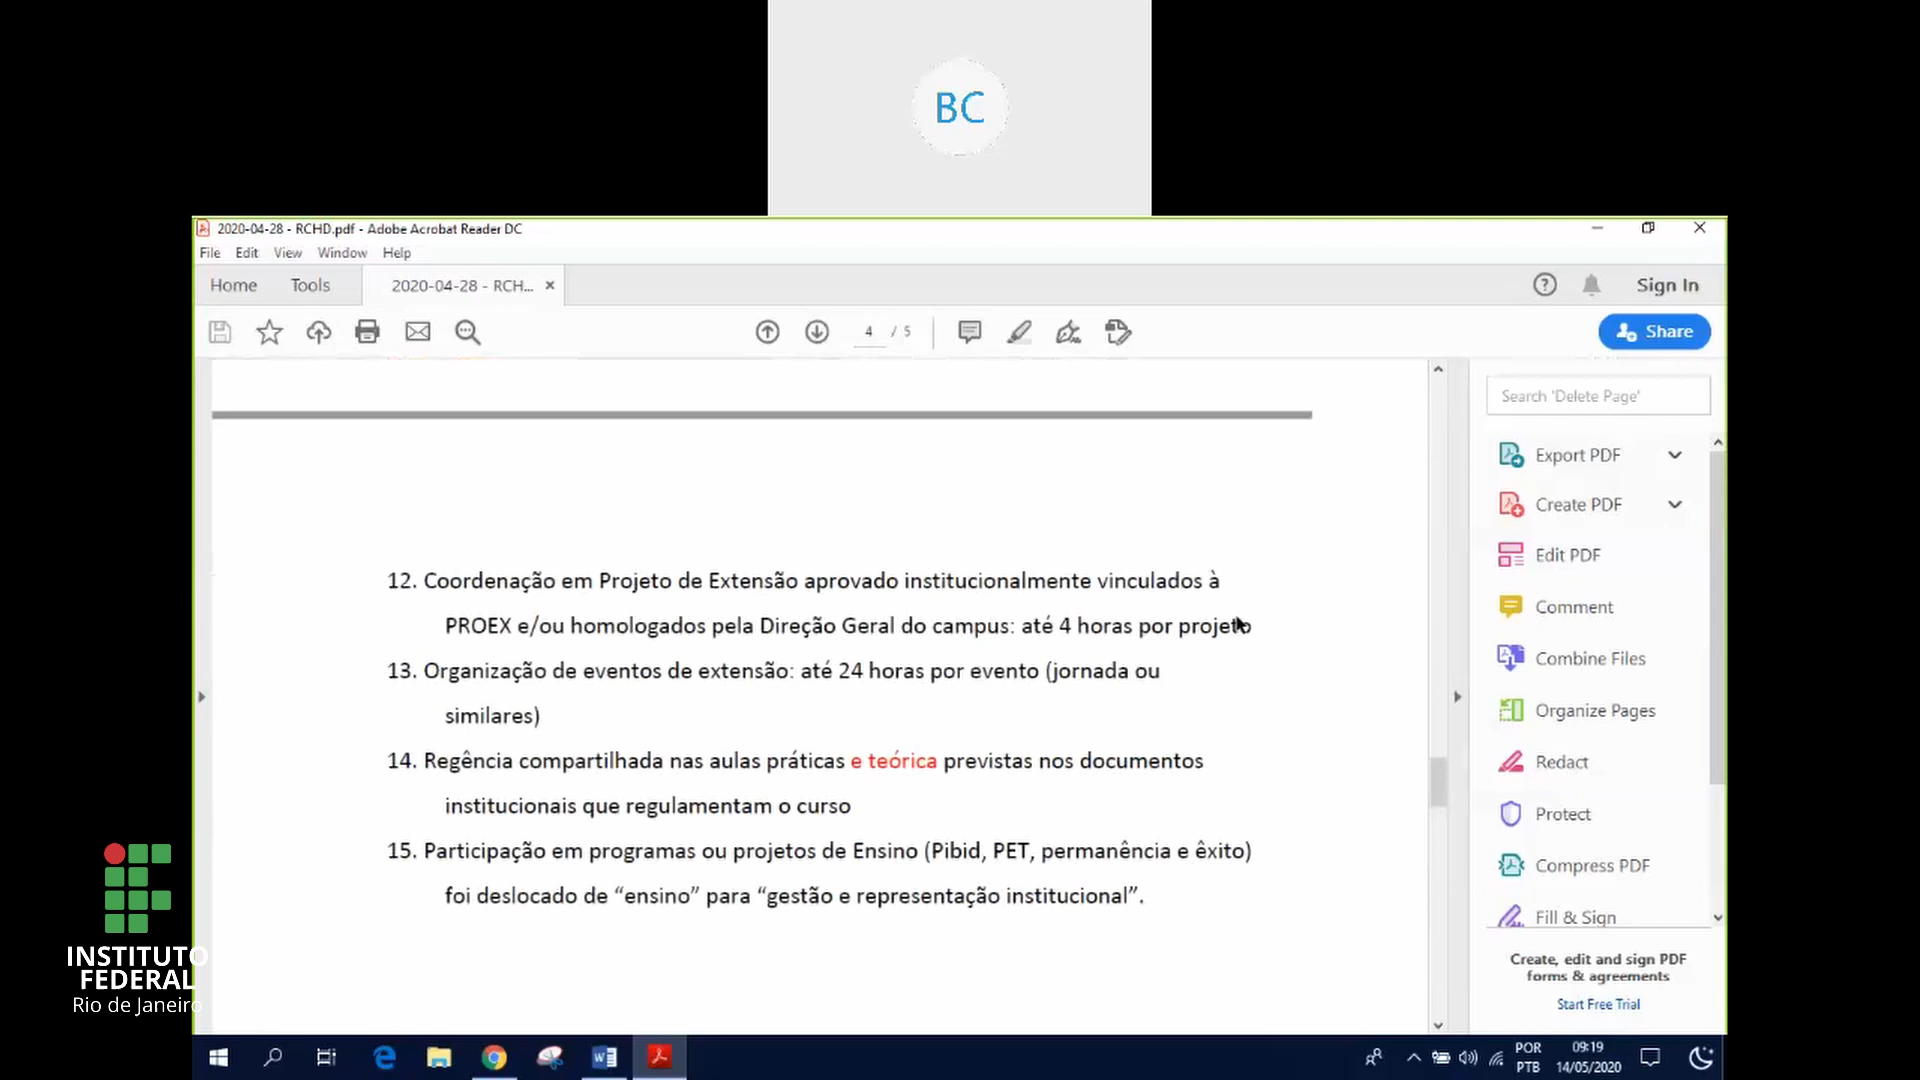 BC
2020-04-28 - RCHD.pdf - Adobe Acrobat Reader DC
File Edit View Window Help
Home Tools 2020-04-28 - RCH... × Sign In
4 / 5 Share
Search 'Delete Page'
Export PDF
Create PDF
Edit PDF
Comment
Combine Files
Organize Pages
Redact
Protect
Compress PDF
Fill & Sign
Create, edit and sign PDF
forms & agreements
Start Free Trial
12. Coordenação em Projeto de Extensão aprovado institucionalmente vinculados à
PROEX e/ou homologados pela Direção Geral do campus: até 4 horas por projeto
13. Organização de eventos de extensão: até 24 horas por evento (jornada ou
similares)
14. Regência compartilhada nas aulas práticas e teórica previstas nos documentos
institucionais que regulamentam o curso
15. Participação em programas ou projetos de Ensino (Pibid, PET, permanência e êxito)
foi deslocado de “ensino” para “gestão e representação institucional”.
INSTITUTO
FEDERAL
Rio de Janeiro
POR
PTB
09:19
14/05/2020